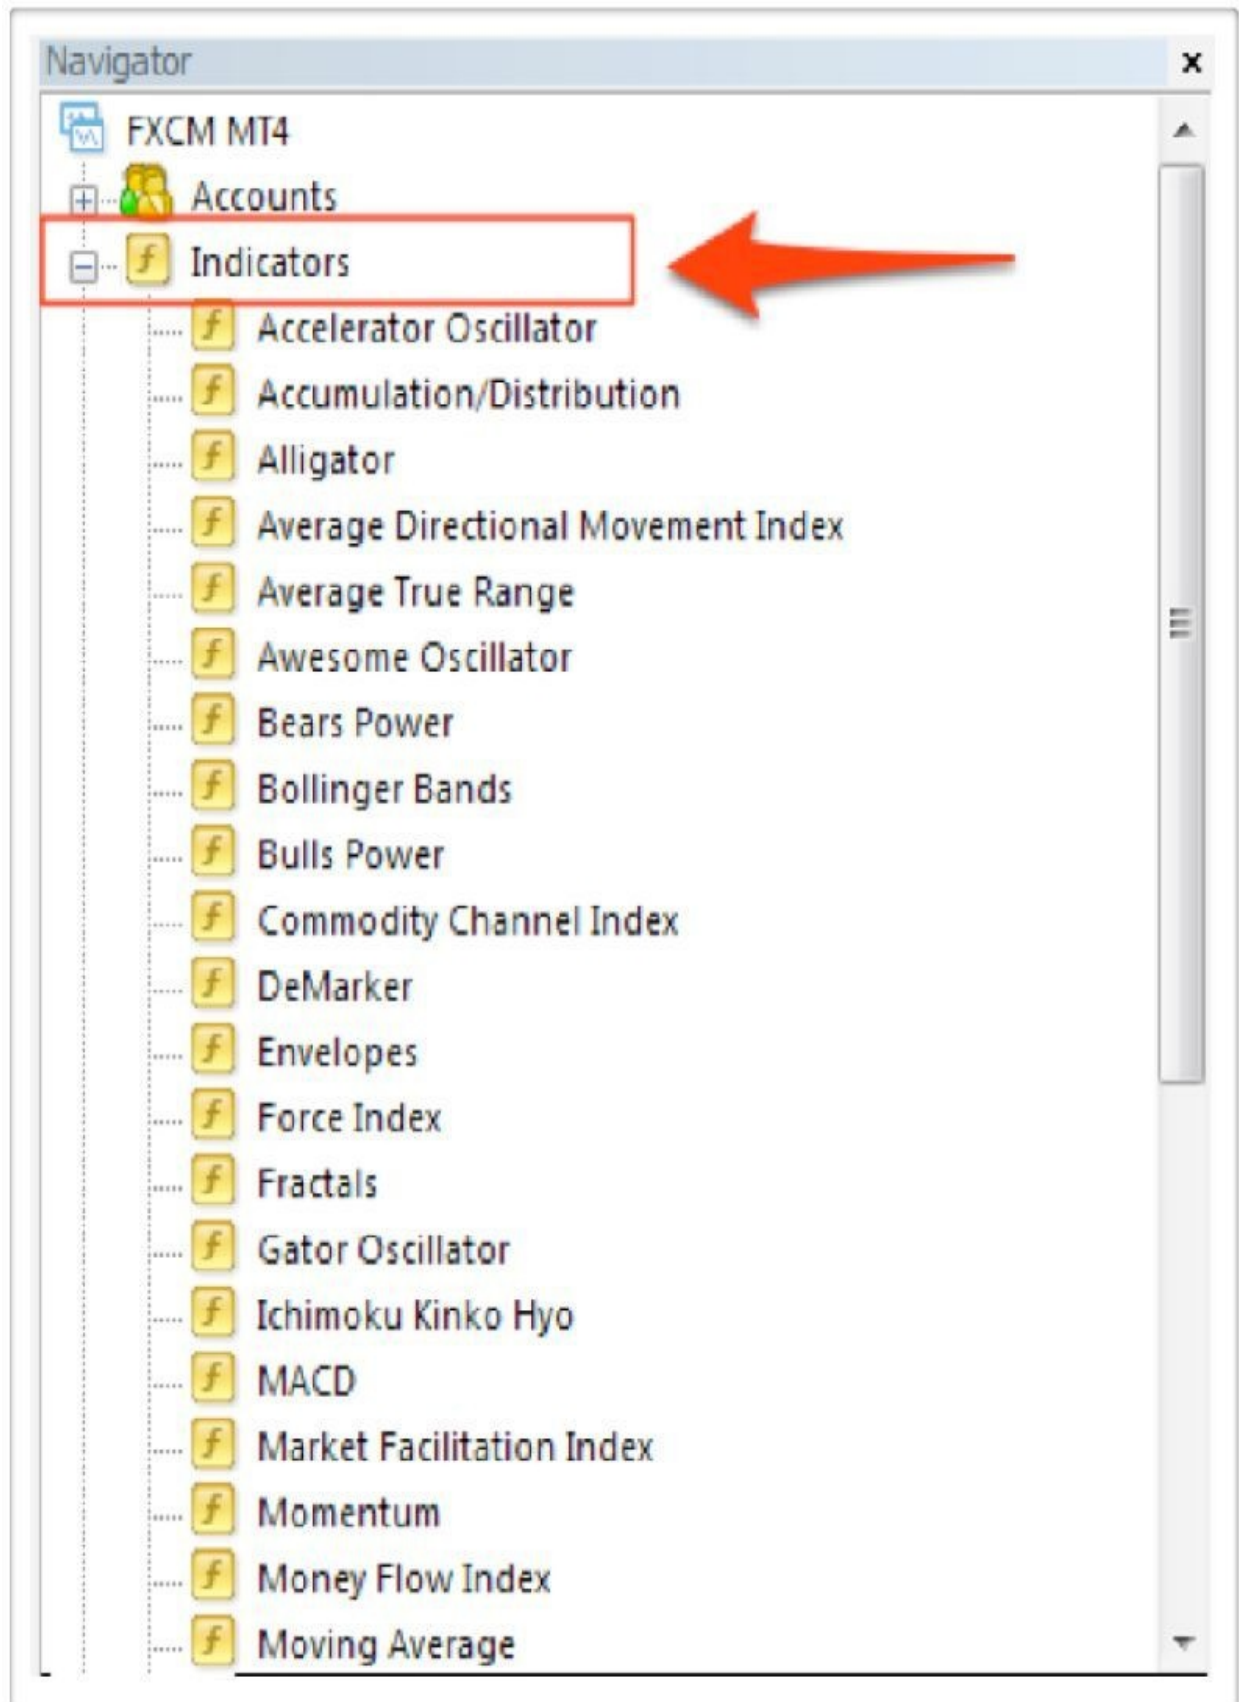 Navigator
FXCM MT4
Accounts
Indicators
Accelerator Oscillator
Accumulation/Distribution
Alligator
Average Directional Movement Index
Average True Range
Awesome Oscillator
Bears Power
Bollinger Bands
Bulls Power
Commodity Channel Index
DeMarker
Envelopes
Force Index
Fractals
Gator Oscillator
Ichimoku Kinko Hyo
MACD
Market Facilitation Index
Momentum
Money Flow Index
Moving Average